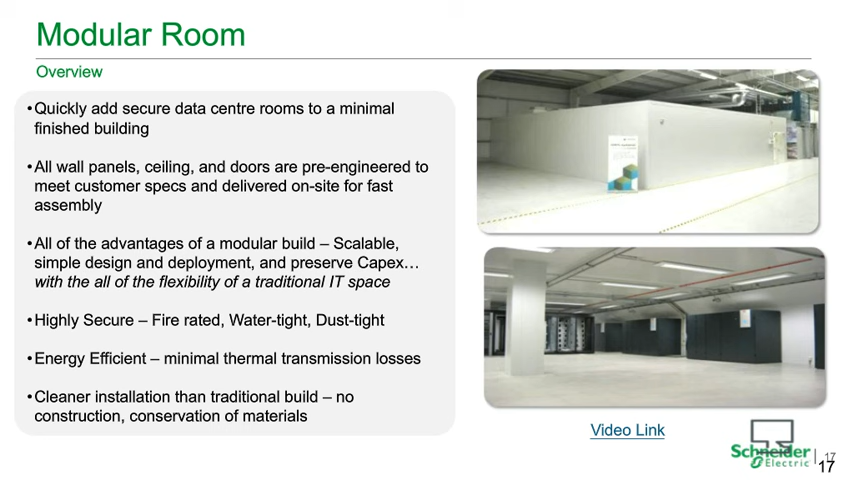 Modular Room
Overview
•Quickly add secure data centre rooms to a minimal
finished building
•All wall panels, ceiling, and doors are pre-engineered to
meet customer specs and delivered on-site for fast
assembly
•All of the advantages of a modular build – Scalable,
simple design and deployment, and preserve Capex…
with the all of the flexibility of a traditional IT space
•Highly Secure – Fire rated, Water-tight, Dust-tight
•Energy Efficient – minimal thermal transmission losses
•Cleaner installation than traditional build – no
construction, conservation of materials
Video Link
Schneider
Electric
17
17